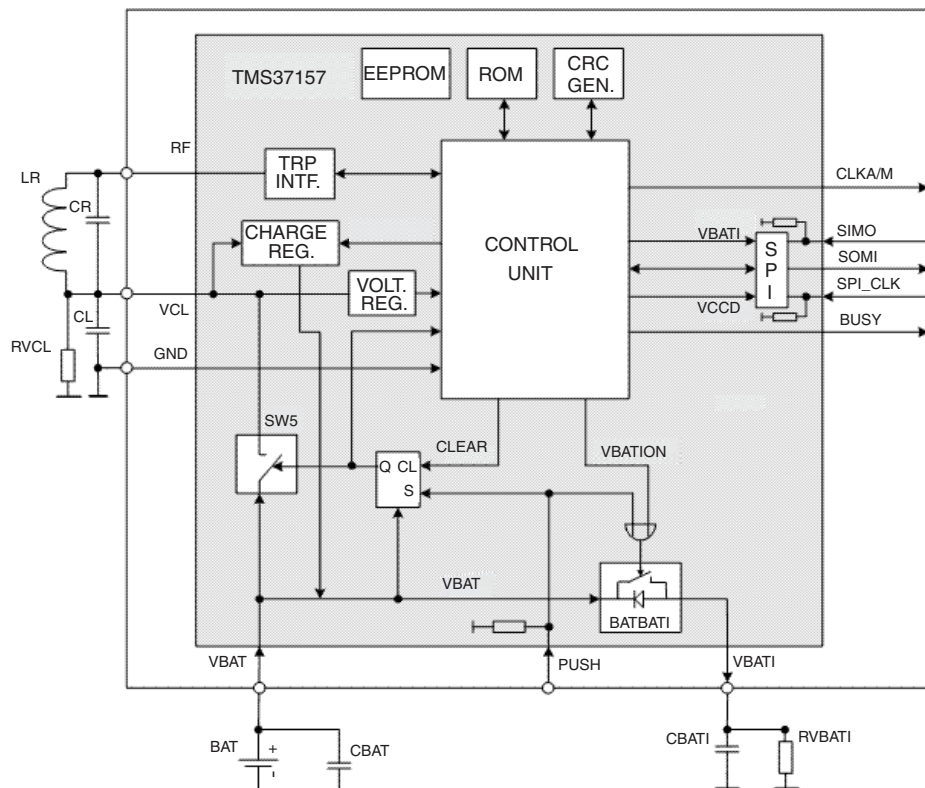 TMS37157
EEPROM
ROM
CRC
GEN.
RF
TRP
INTF.
LR
CR
CLKA/M
CHARGE
REG.
CONTROL
UNIT
VBATI
S
P
I
SIMO
SOMI
VOLT.
REG.
VCL
CL
VCCD
SPI_CLK
BUSY
RVCL
GND
SW5
CLEAR
VBATION
Q CL
S
VBAT
BATBATI
VBAT
PUSH
VBATI
BAT
+
-
CBAT
CBATI
RVBATI